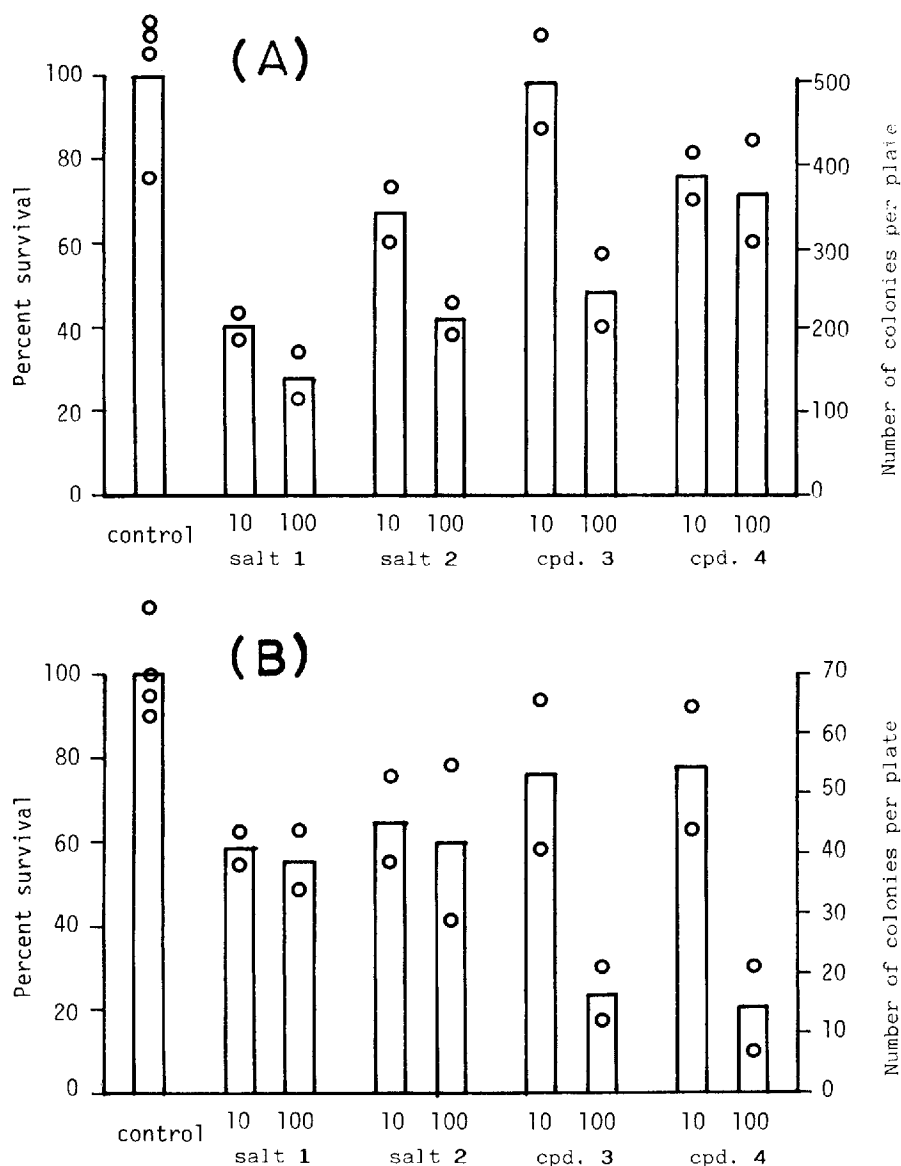 (A)
Percent survival
100
80
60
40
20
0
500
400
300
200
100
0
Number of colonies per plate
control
10 100 10 100 10 100 10 100
salt 1 salt 2 cpd. 3 cpd. 4
(B)
Percent survival
100
80
60
40
20
0
70
60
50
40
30
20
10
0
Number of colonies per plate
control
10 100 10 100 10 100 10 100
salt 1 salt 2 cpd. 3 cpd. 4